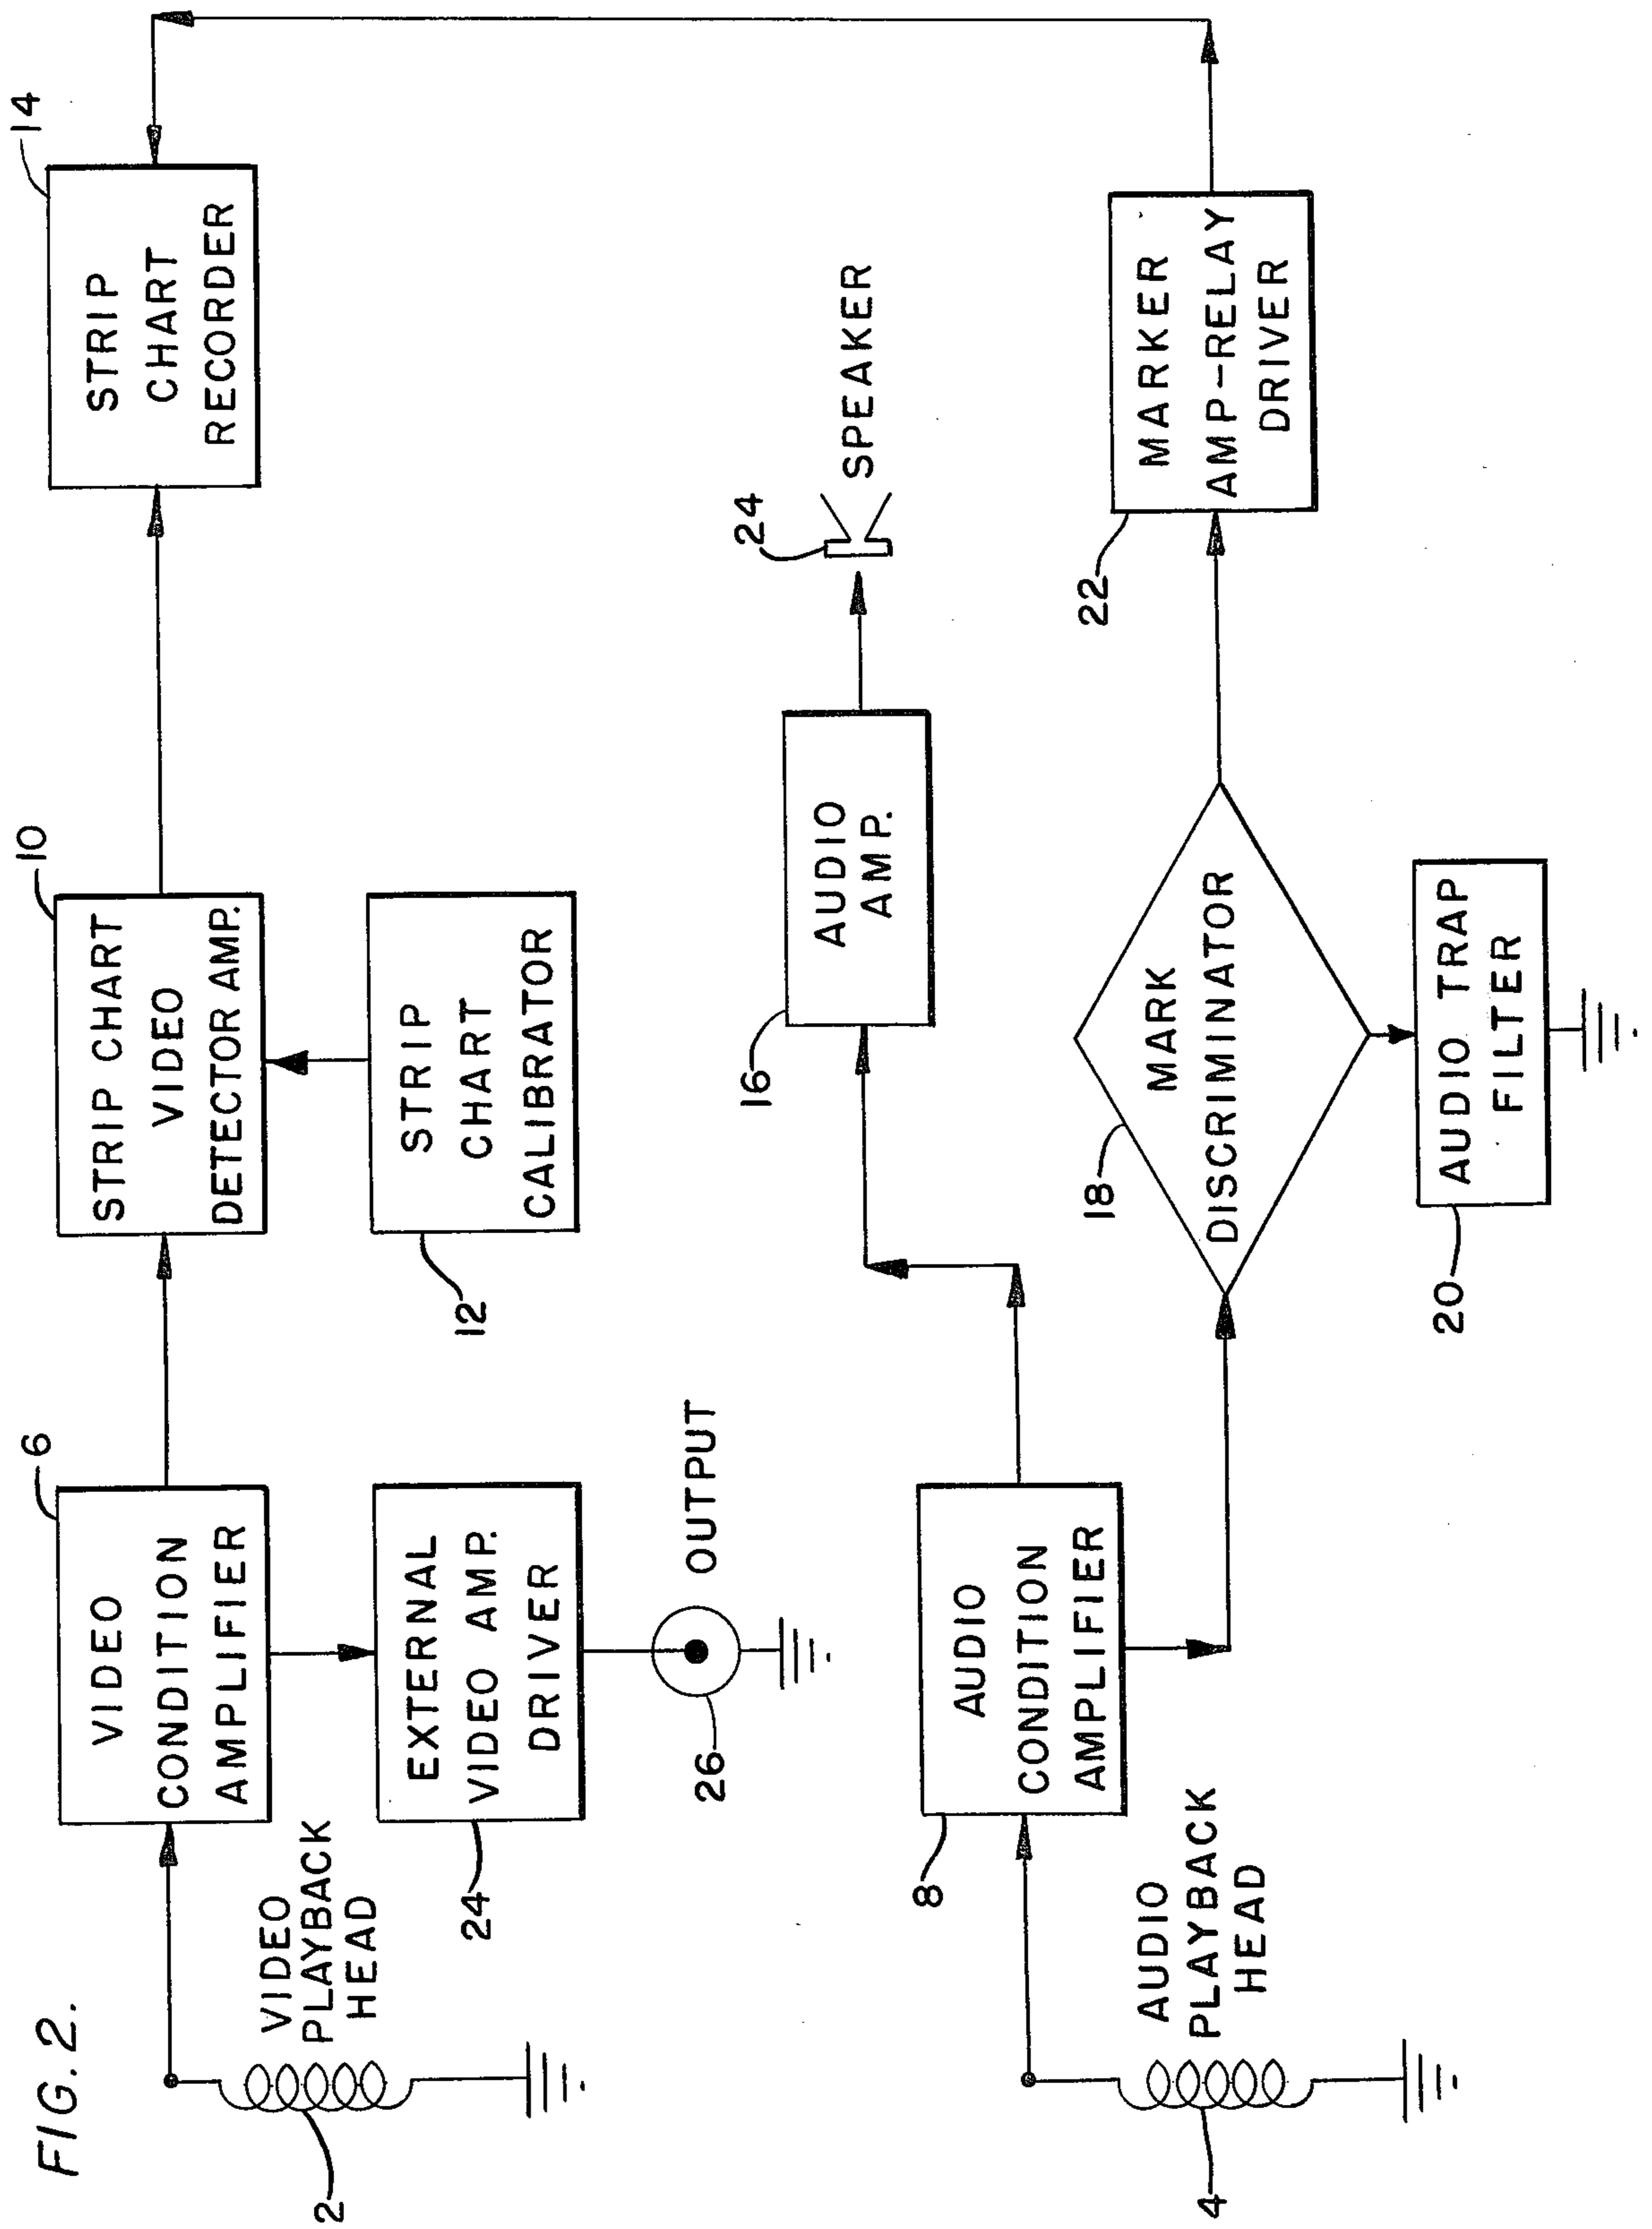 FIG. 2.
2
VIDEO
PLAYBACK
HEAD
6
VIDEO
CONDITION
AMPLIFIER
10
STRIP CHART
VIDEO
DETECTOR AMP.
14
STRIP
CHART
RECORDER
24
EXTERNAL
VIDEO AMP.
DRIVER
12
STRIP
CHART
CALIBRATOR
26
OUTPUT
16
AUDIO
AMP.
24
SPEAKER
4
AUDIO
PLAYBACK
HEAD
8
AUDIO
CONDITION
AMPLIFIER
18
MARK
DISCRIMINATOR
22
MARKER
AMP-RELAY
DRIVER
20
AUDIO TRAP
FILTER